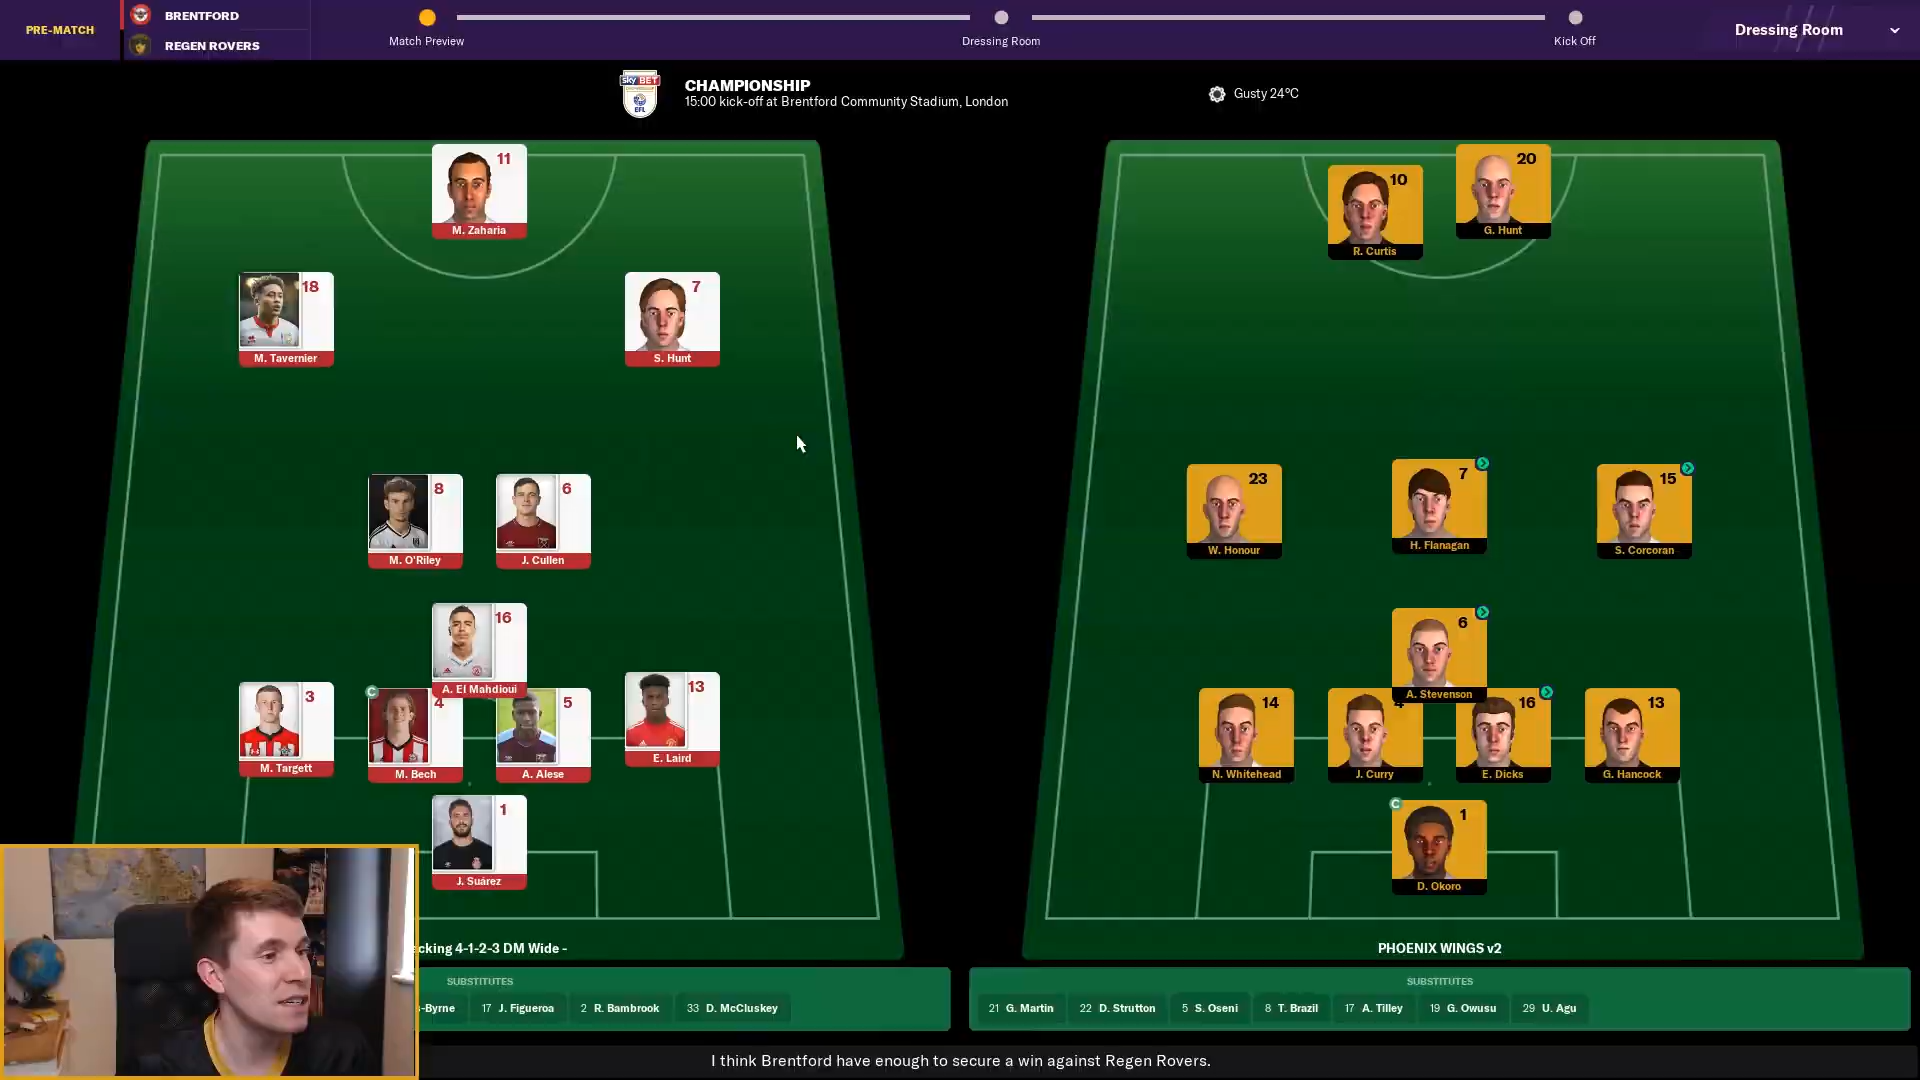 PRE-MATCH
BRENTFORD
REGEN ROVERS
Match Preview
Dressing Room
Kick Off
Dressing Room
sky BET
EFL
CHAMPIONSHIP
15:00 kick-off at Brentford Community Stadium, London
Gusty 24°C
11
M. Zaharia
18
M. Tavernier
7
S. Hunt
8
M. O'Riley
6
J. Cullen
16
A. El Mahdioui
3
M. Targett
C
4
M. Bech
5
A. Alese
13
E. Laird
1
J. Suárez
cking 4-1-2-3 DM Wide -
SUBSTITUTES
-Byrne
17 J. Figueroa
2 R. Bambrook
33 D. McCluskey
10
R. Curtis
20
G. Hunt
23
W. Honour
7
H. Flanagan
15
S. Corcoran
6
A. Stevenson
14
N. Whitehead
4
J. Curry
16
E. Dicks
13
G. Hancock
C
1
D. Okoro
PHOENIX WINGS v2
SUBSTITUTES
21 G. Martin
22 D. Strutton
5 S. Oseni
8 T. Brazil
17 A. Tilley
19 G. Owusu
29 U. Agu
I think Brentford have enough to secure a win against Regen Rovers.